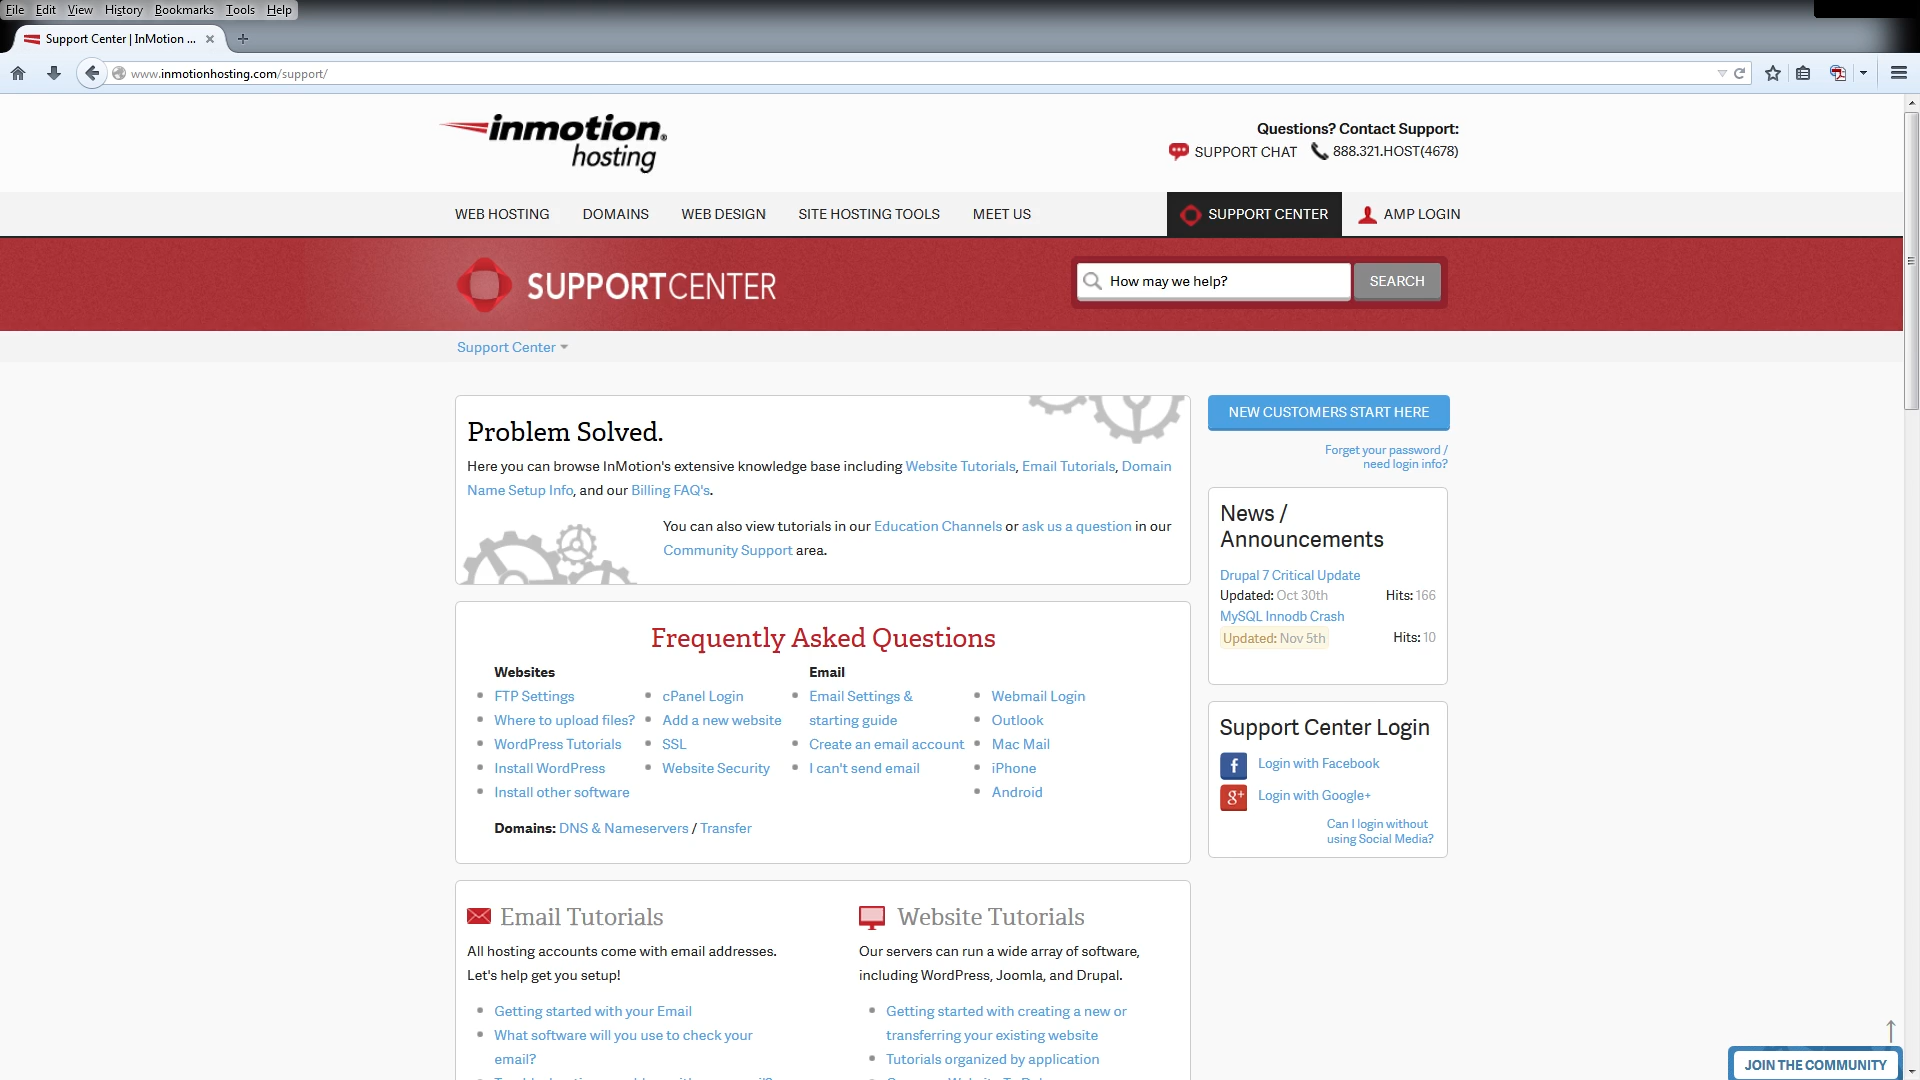 File Edit View History Bookmarks Tools Help
Support Center | InMotion ...
www.inmotionhosting.com/support/
inmotion®
hosting
Questions? Contact Support:
SUPPORT CHAT 888.321.HOST(4678)
WEB HOSTING DOMAINS WEB DESIGN SITE HOSTING TOOLS MEET US SUPPORT CENTER AMP LOGIN
SUPPORTCENTER
How may we help? SEARCH
Support Center
Problem Solved.
Here you can browse InMotion's extensive knowledge base including Website Tutorials, Email Tutorials, Domain
Name Setup Info, and our Billing FAQ's.
You can also view tutorials in our Education Channels or ask us a question in our
Community Support area.
Frequently Asked Questions
Websites
FTP Settings
Where to upload files?
WordPress Tutorials
Install WordPress
Install other software
cPanel Login
Add a new website
SSL
Website Security
Email
Email Settings &
starting guide
Create an email account
I can't send email
Webmail Login
Outlook
Mac Mail
iPhone
Android
Domains: DNS & Nameservers / Transfer
Email Tutorials
All hosting accounts come with email addresses.
Let's help get you setup!
Getting started with your Email
What software will you use to check your
email?
Website Tutorials
Our servers can run a wide array of software,
including WordPress, Joomla, and Drupal.
Getting started with creating a new or
transferring your existing website
Tutorials organized by application
NEW CUSTOMERS START HERE
Forget your password /
need login info?
News /
Announcements
Drupal 7 Critical Update
Updated: Oct 30th Hits: 166
MySQL Innodb Crash
Updated: Nov 5th Hits: 10
Support Center Login
f Login with Facebook
g+ Login with Google+
Can I login without
using Social Media?
JOIN THE COMMUNITY